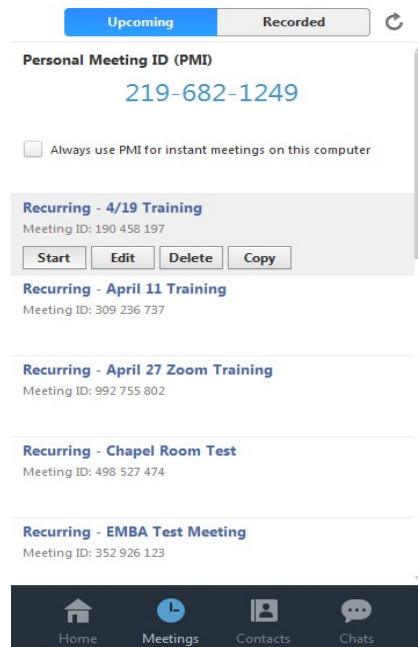 Upcoming Recorded
Personal Meeting ID (PMI)
219-682-1249
Always use PMI for instant meetings on this computer
Recurring - 4/19 Training
Meeting ID: 190 458 197
Start Edit Delete Copy
Recurring - April 11 Training
Meeting ID: 309 236 737
Recurring - April 27 Zoom Training
Meeting ID: 992 755 802
Recurring - Chapel Room Test
Meeting ID: 498 527 474
Recurring - EMBA Test Meeting
Meeting ID: 352 926 123
Home Meetings Contacts Chats